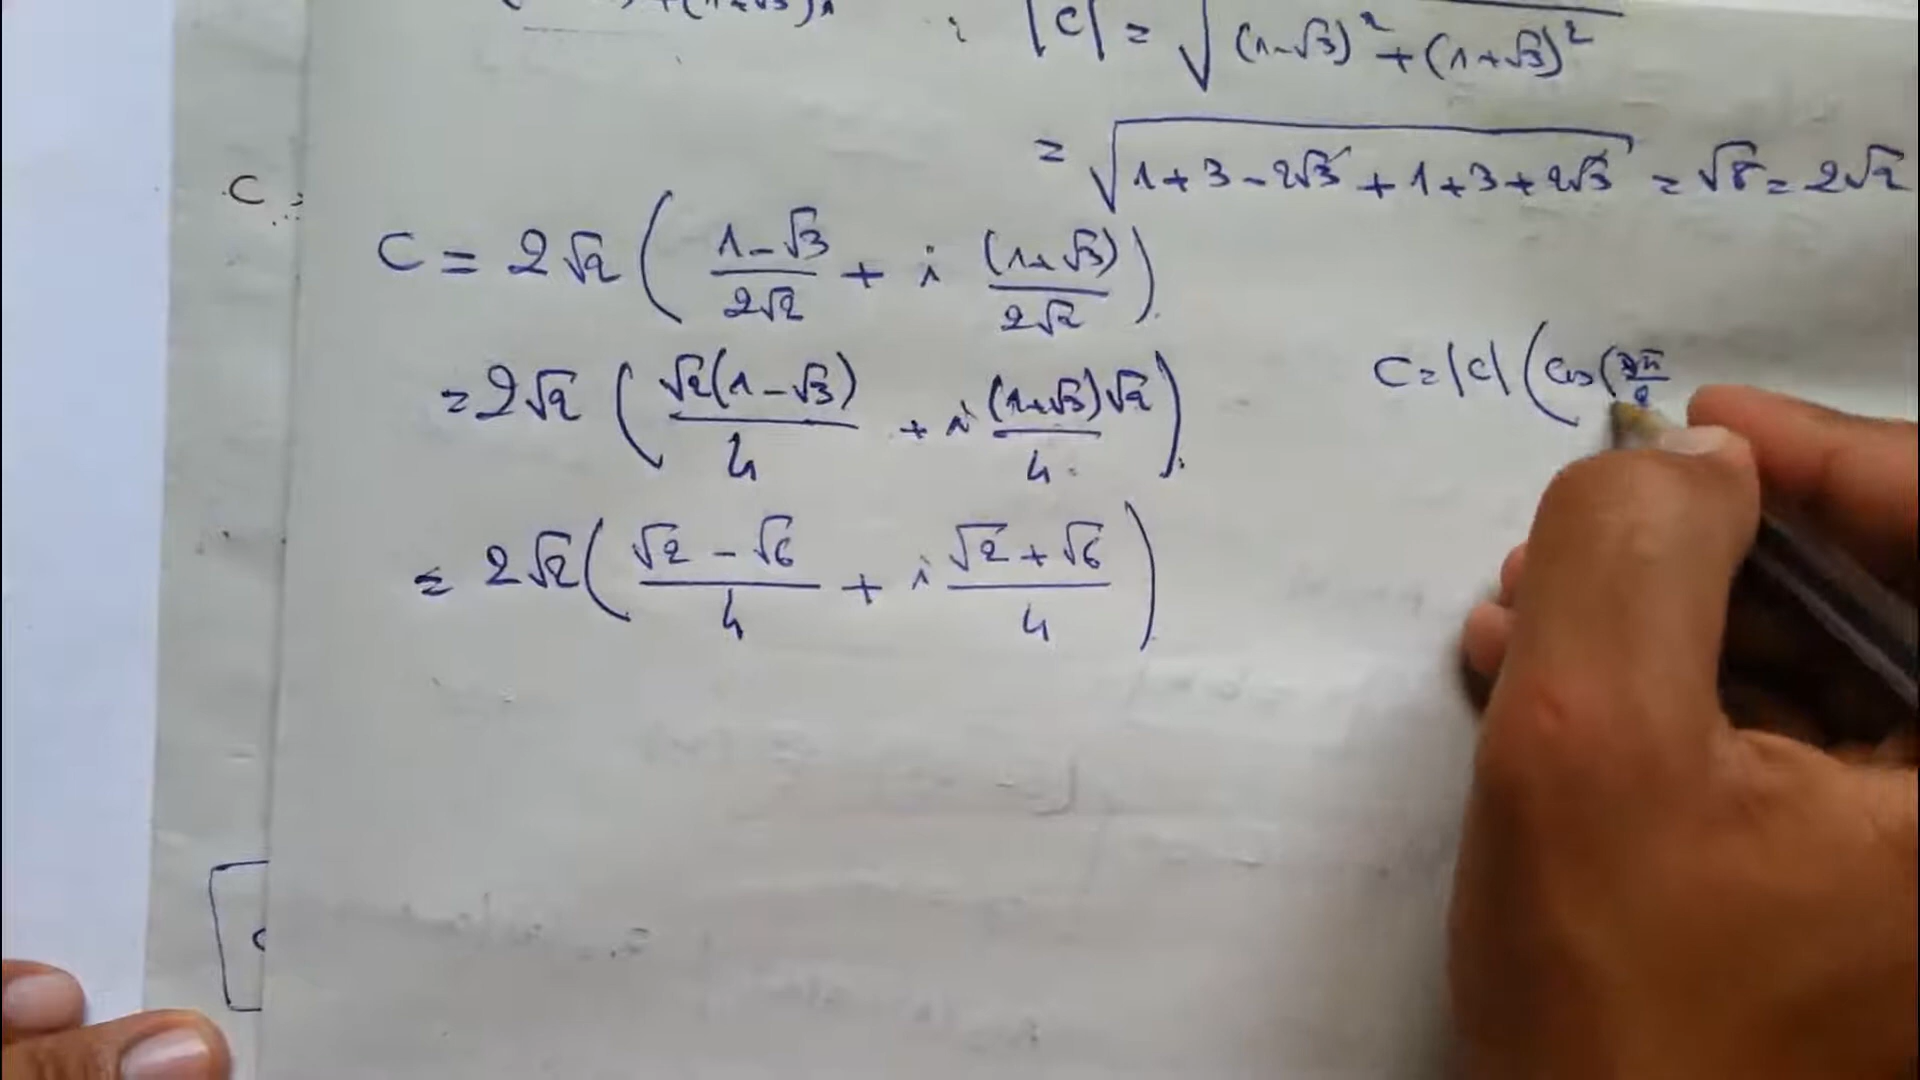 |C| = √((1-√3)² + (1+√3)²)
= √(1+3-2√3+1+3+2√3) = √8 = 2√2
C =
C = 2√2 ( (1-√3)/(2√2) + i (1+√3)/(2√2) )
= 2√2 ( √2(1-√3)/4 + i (1+√3)√2/4 )
C = |C| ( cos(
= 2√2 ( (√2 - √6)/4 + i (√2 + √6)/4 )